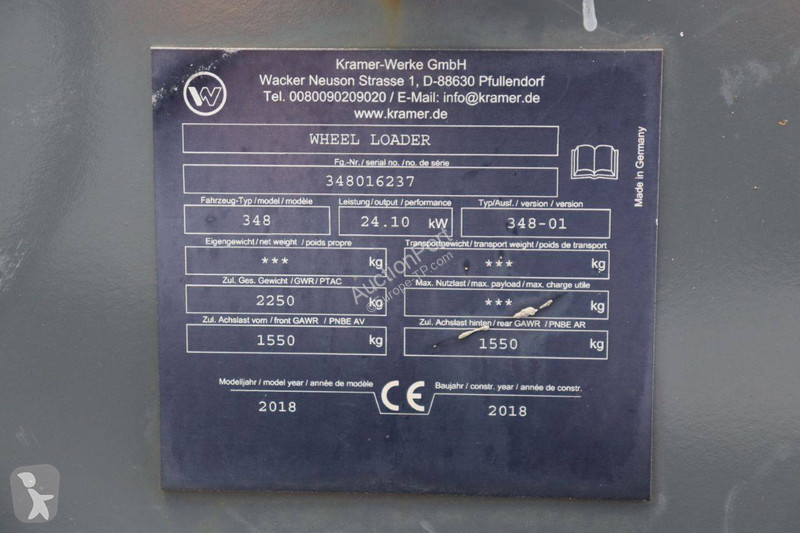 Kramer-Werke GmbH
Wacker Neuson Strasse 1, D-88630 Pfullendorf
Tel. 0080090209020 / E-Mail: info@kramer.de
www.kramer.de
WHEEL LOADER
Fg.-Nr./ serial no./ no. de série
348016237
Made in Germany
Fahrzeug-Typ / model / modèle
Leistung / output / performance
Typ/Ausf. / version / version
348
24.10 kW
348-01
Eigengewicht / net weight / poids propre
Transportgewicht / transport weight / poids de transport
*** kg
*** kg
Zul. Ges. Gewicht / GWR / PTAC
Max. Nutzlast / max. payload / max. charge utile
2250 kg
*** kg
Zul. Achslast vorn / front GAWR / PNBE AV
Zul. Achslast hinten / rear GAWR / PNBE AR
1550 kg
1550 kg
Modelljahr / model year / année de modèle
CE
Baujahr / constr. year / année de constr.
2018
2018
AuctionPort
©Europe-TP.com